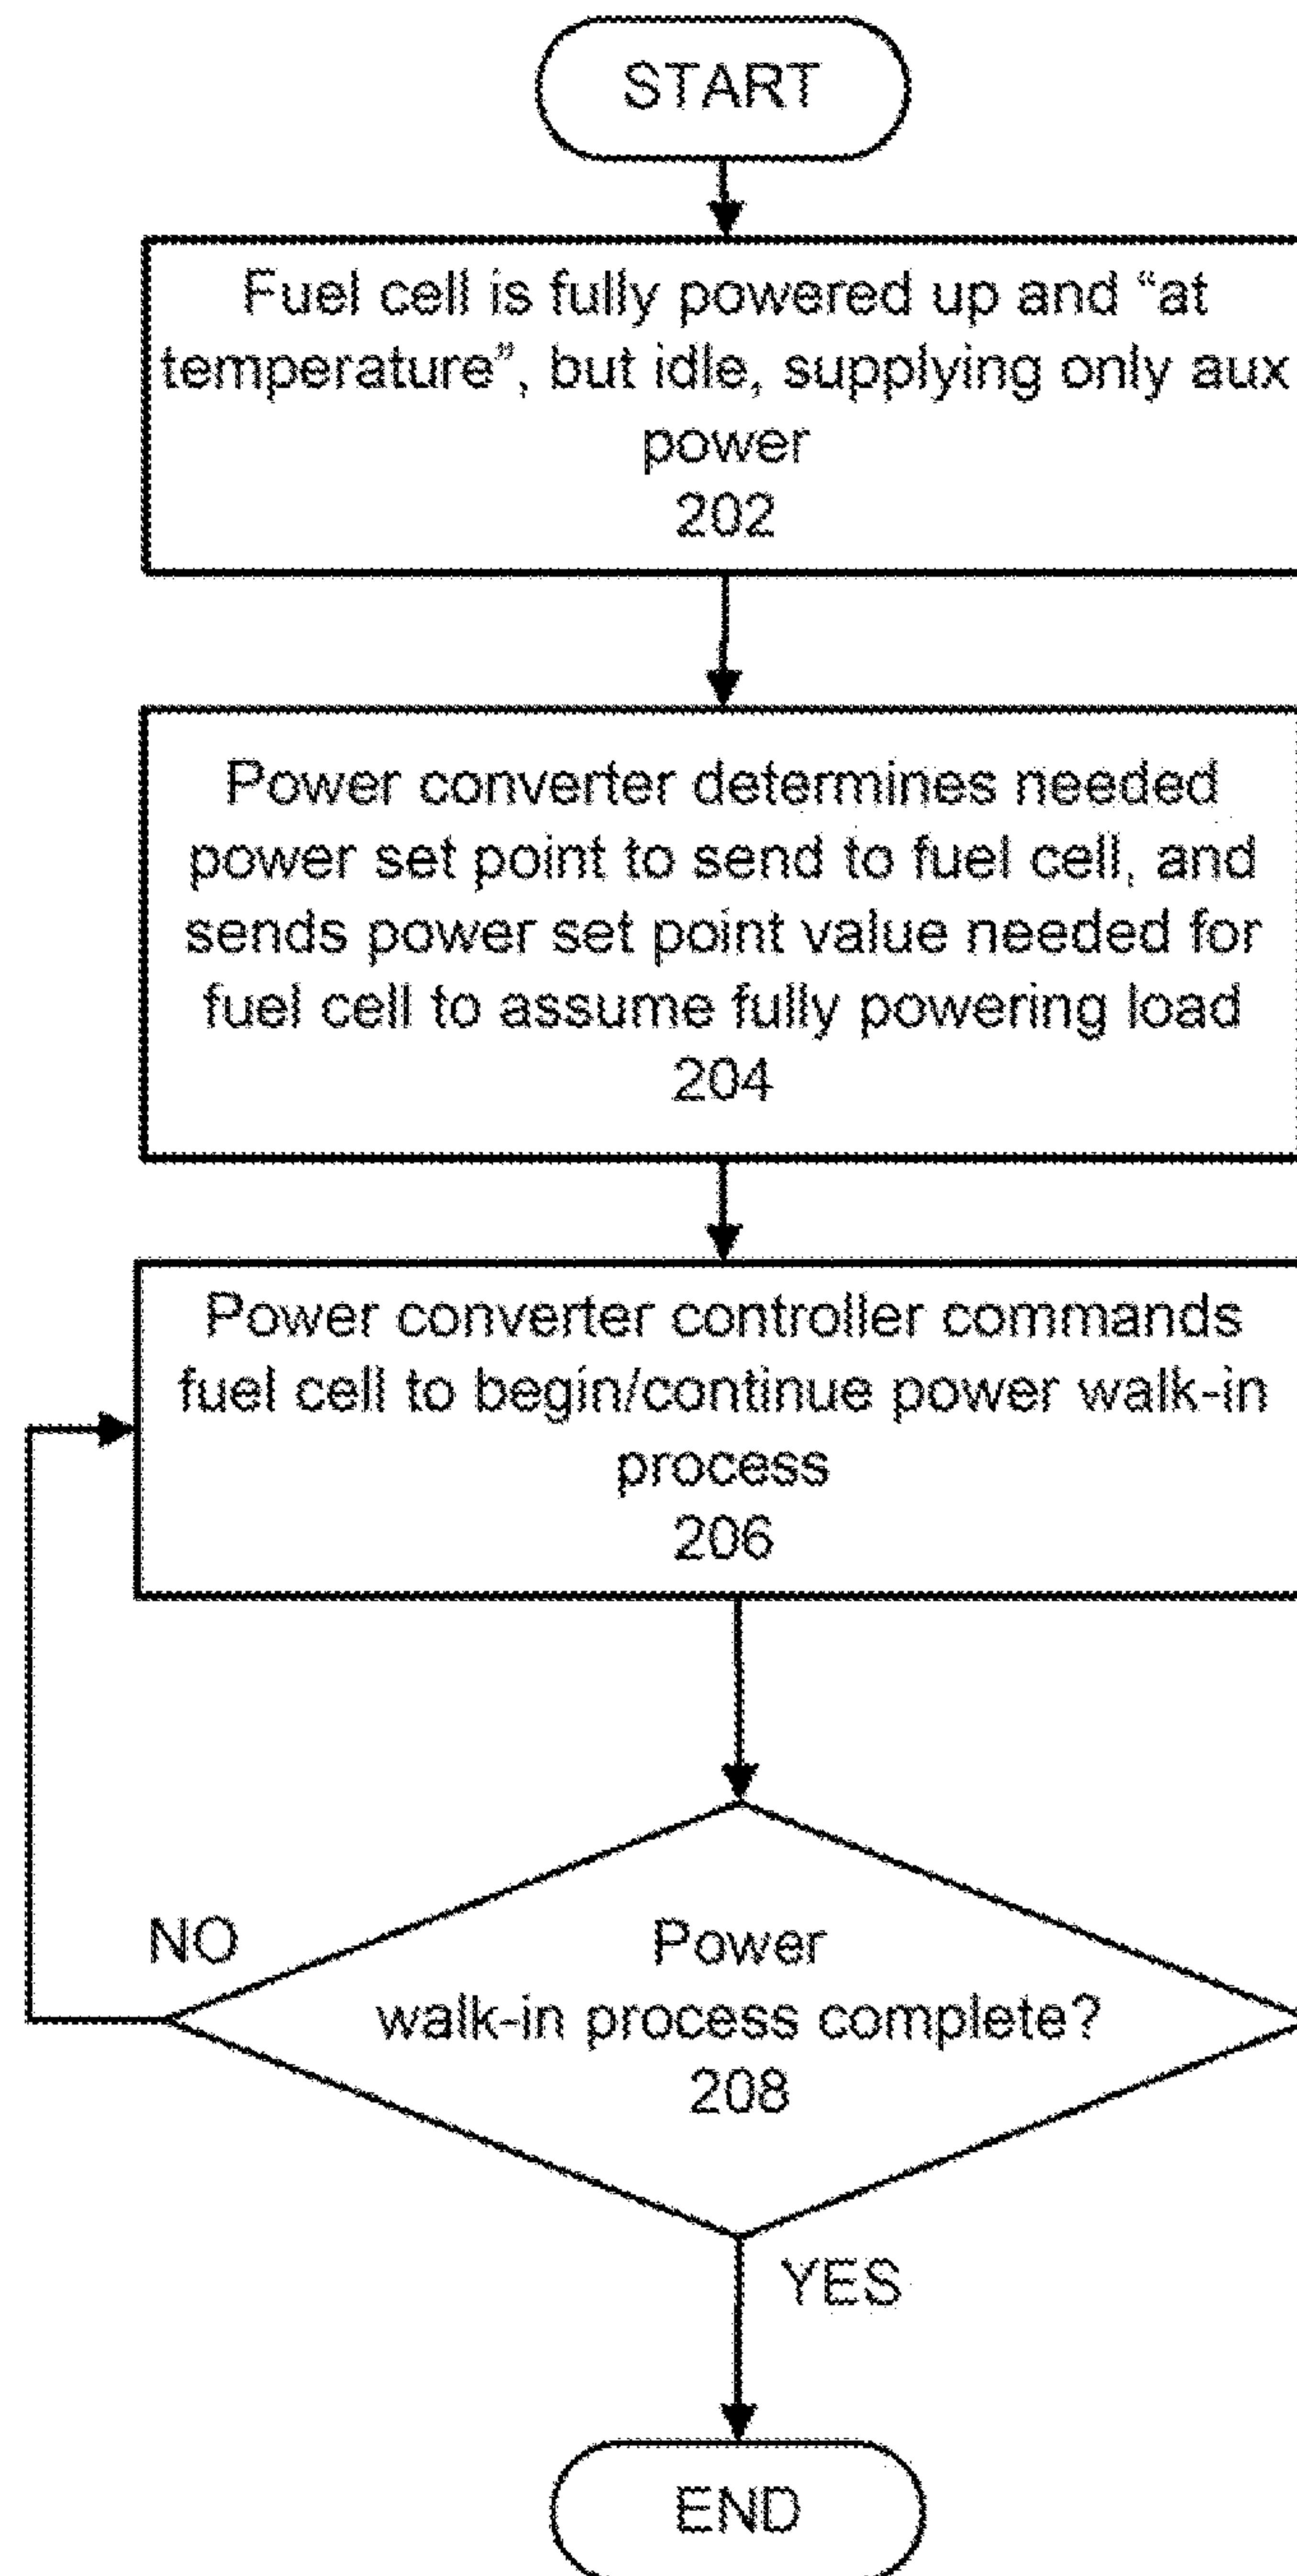 START
Fuel cell is fully powered up and “at
temperature”, but idle, supplying only aux
power
202
Power converter determines needed
power set point to send to fuel cell, and
sends power set point value needed for
fuel cell to assume fully powering load
204
Power converter controller commands
fuel cell to begin/continue power walk-in
process
206
NO
Power
walk-in process complete?
208
YES
END